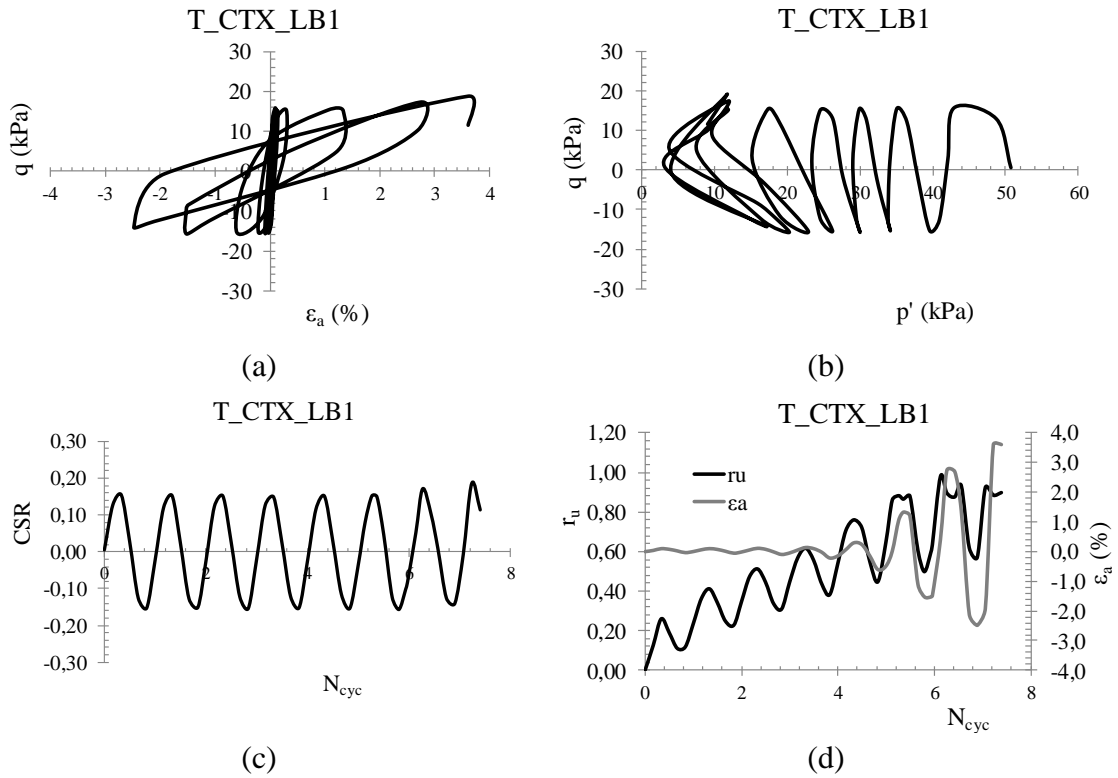 T_CTX_LB1
30
20
10
0
-10
-20
-30
-4 -3 -2 -1 0 1 2 3 4
q (kPa)
εa (%)
(a)
T_CTX_LB1
30
20
10
0
-10
-20
-30
0 10 20 30 40 50 60
q (kPa)
p' (kPa)
(b)
T_CTX_LB1
0,30
0,20
0,10
0,00
-0,10
-0,20
-0,30
0 2 4 6 8
CSR
Ncyc
(c)
T_CTX_LB1
1,20
1,00
0,80
0,60
0,40
0,20
0,00
ru
ru
εa
4,0
3,0
2,0
1,0
0,0
-1,0
-2,0
-3,0
-4,0
εa (%)
0 2 4 6 8
Ncyc
(d)